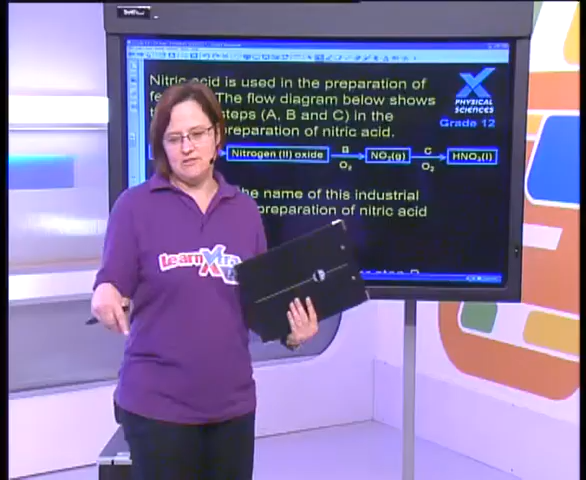 Nitric acid is used in the preparation of
The flow diagram below shows
steps (A, B and C) in the
preparation of nitric acid.
X
PHYSICAL
SCIENCES
Grade 12
Nitrogen (II) oxide
B
O₂
NO₂(g)
C
O₂
HNO₃(l)
the name of this industrial
preparation of nitric acid
step B
learn Xtra